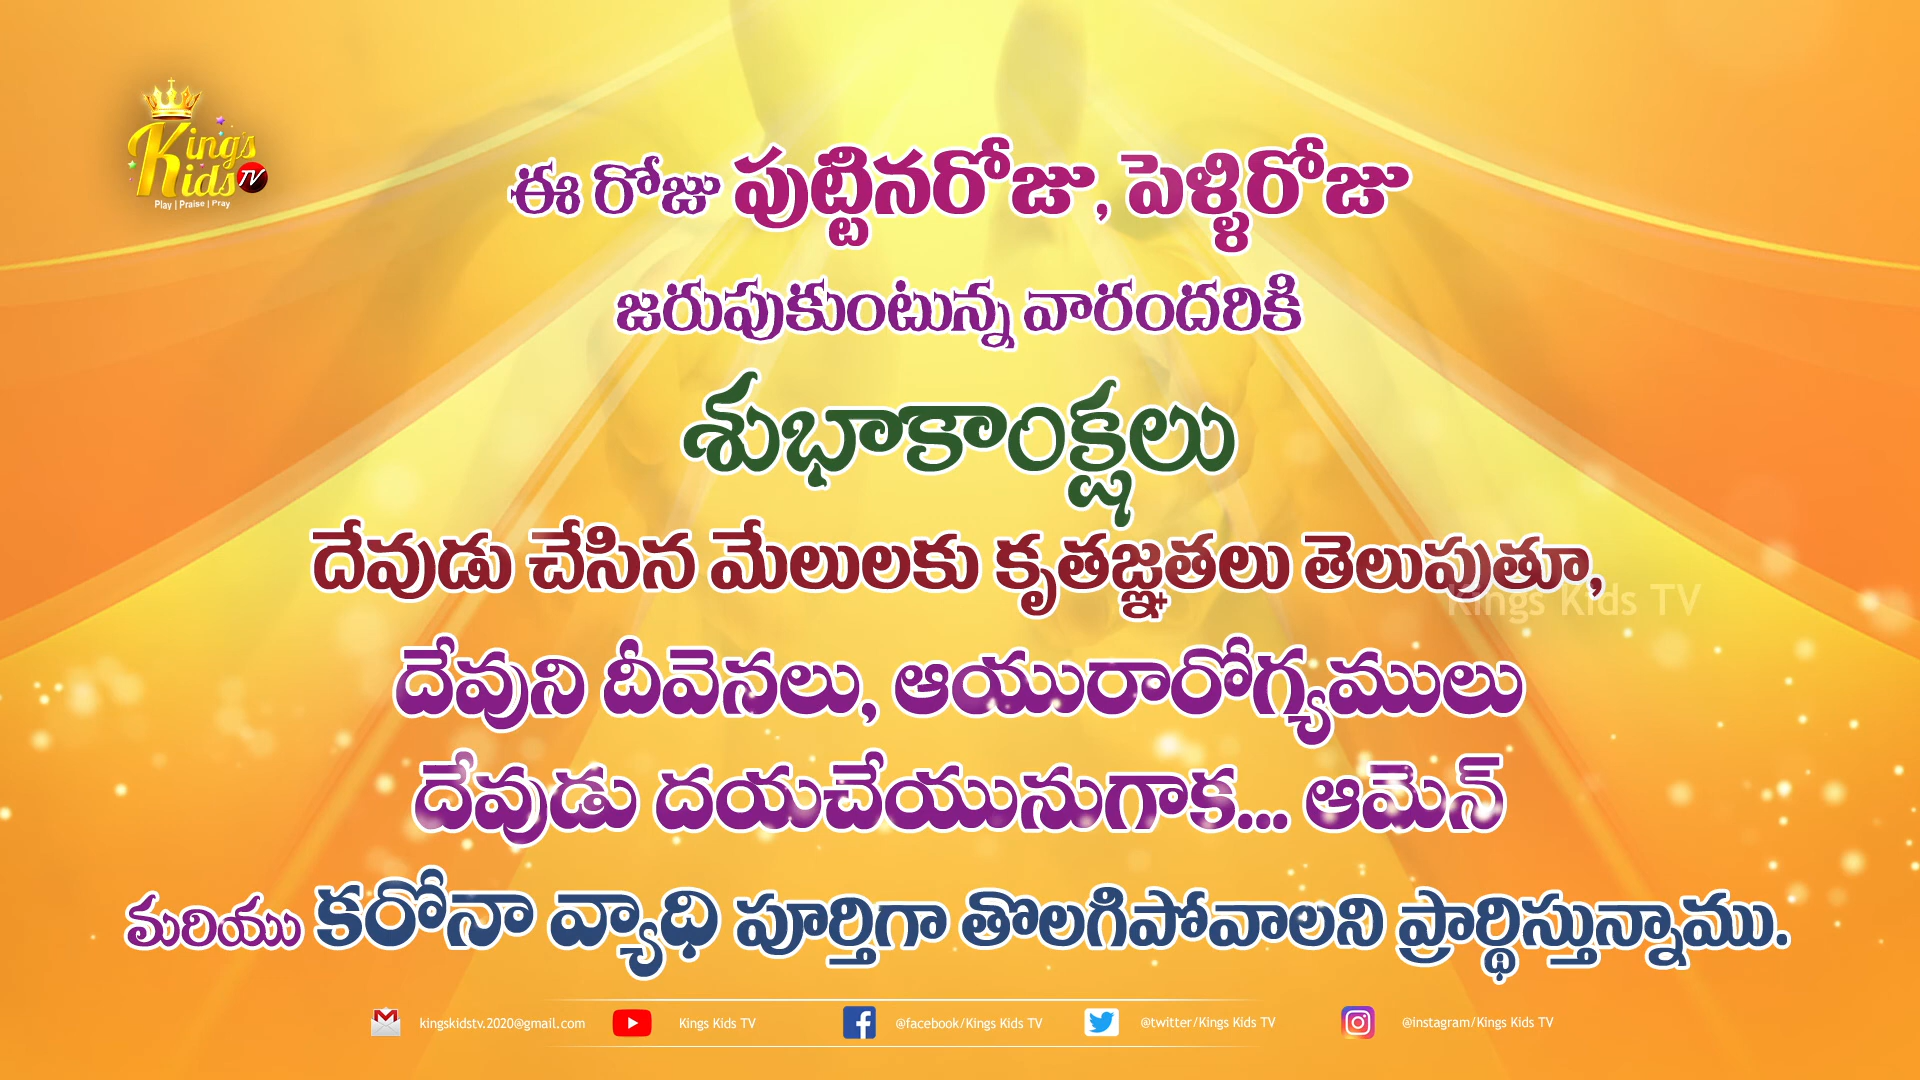 Kings
Kids TV
Play | Praise | Pray
ఈ రోజు పుట్టినరోజు, పెళ్ళిరోజు
జరుపుకుంటున్న వారందరికి
శుభాకాంక్షలు
దేవుడు చేసిన మేలులకు కృతజ్ఞతలు తెలుపుతూ,
Kings Kids TV
దేవుని దీవెనలు, ఆయురారోగ్యములు
దేవుడు దయచేయునుగాక... ఆమెన్
మరియు కరోనా వ్యాధి పూర్తిగా తొలగిపోవాలని ప్రార్థిస్తున్నాము.
kingskidstv.2020@gmail.com Kings Kids TV @facebook/Kings Kids TV @twitter/Kings Kids TV @instagram/Kings Kids TV